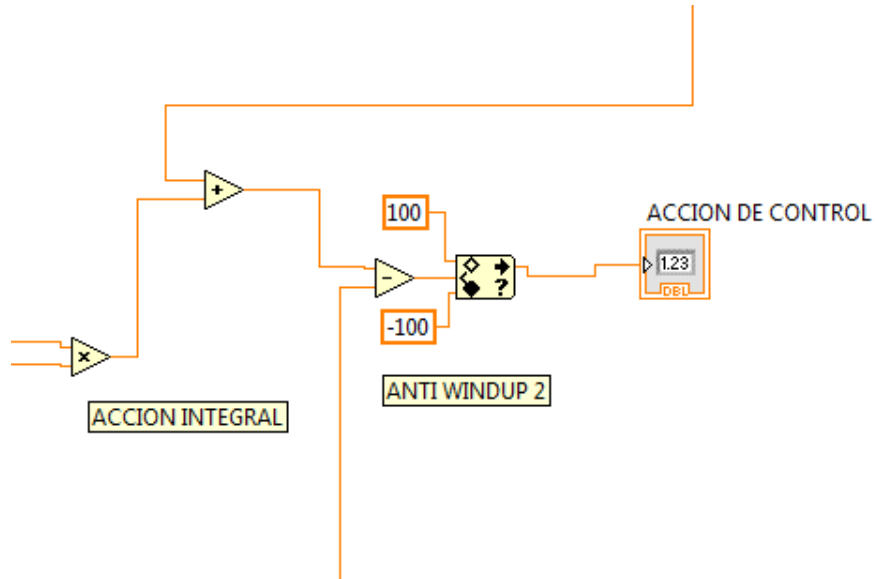 100
ACCION DE CONTROL
1.23
DBL
-100
ANTI WINDUP 2
ACCION INTEGRAL
+
-
x
?